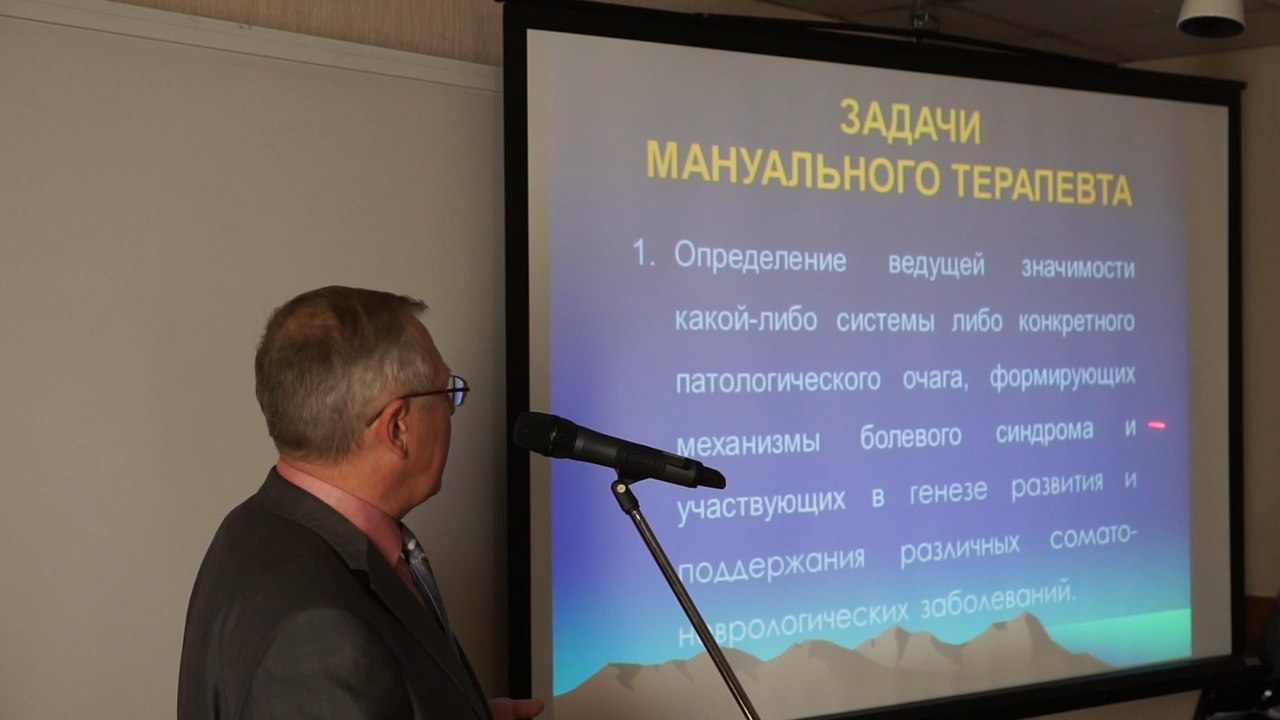 ЗАДАЧИ
МАНУАЛЬНОГО ТЕРАПЕВТА
1. Определение ведущей значимости
какой-либо системы либо конкретного
патологического очага, формирующих
механизмы болевого синдрома и
участвующих в генезе развития и
поддержания различных сомато-
неврологических заболеваний.